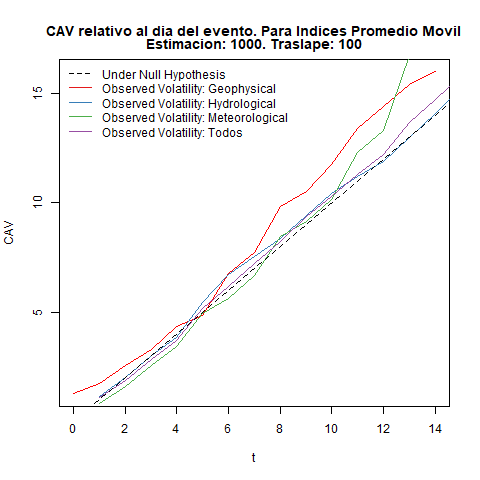 CAV relativo al dia del evento. Para Indices Promedio Movil
Estimacion: 1000. Traslape: 100
Under Null Hypothesis
Observed Volatility: Geophysical
Observed Volatility: Hydrological
Observed Volatility: Meteorological
Observed Volatility: Todos
15
10
5
CAV
0 2 4 6 8 10 12 14
t